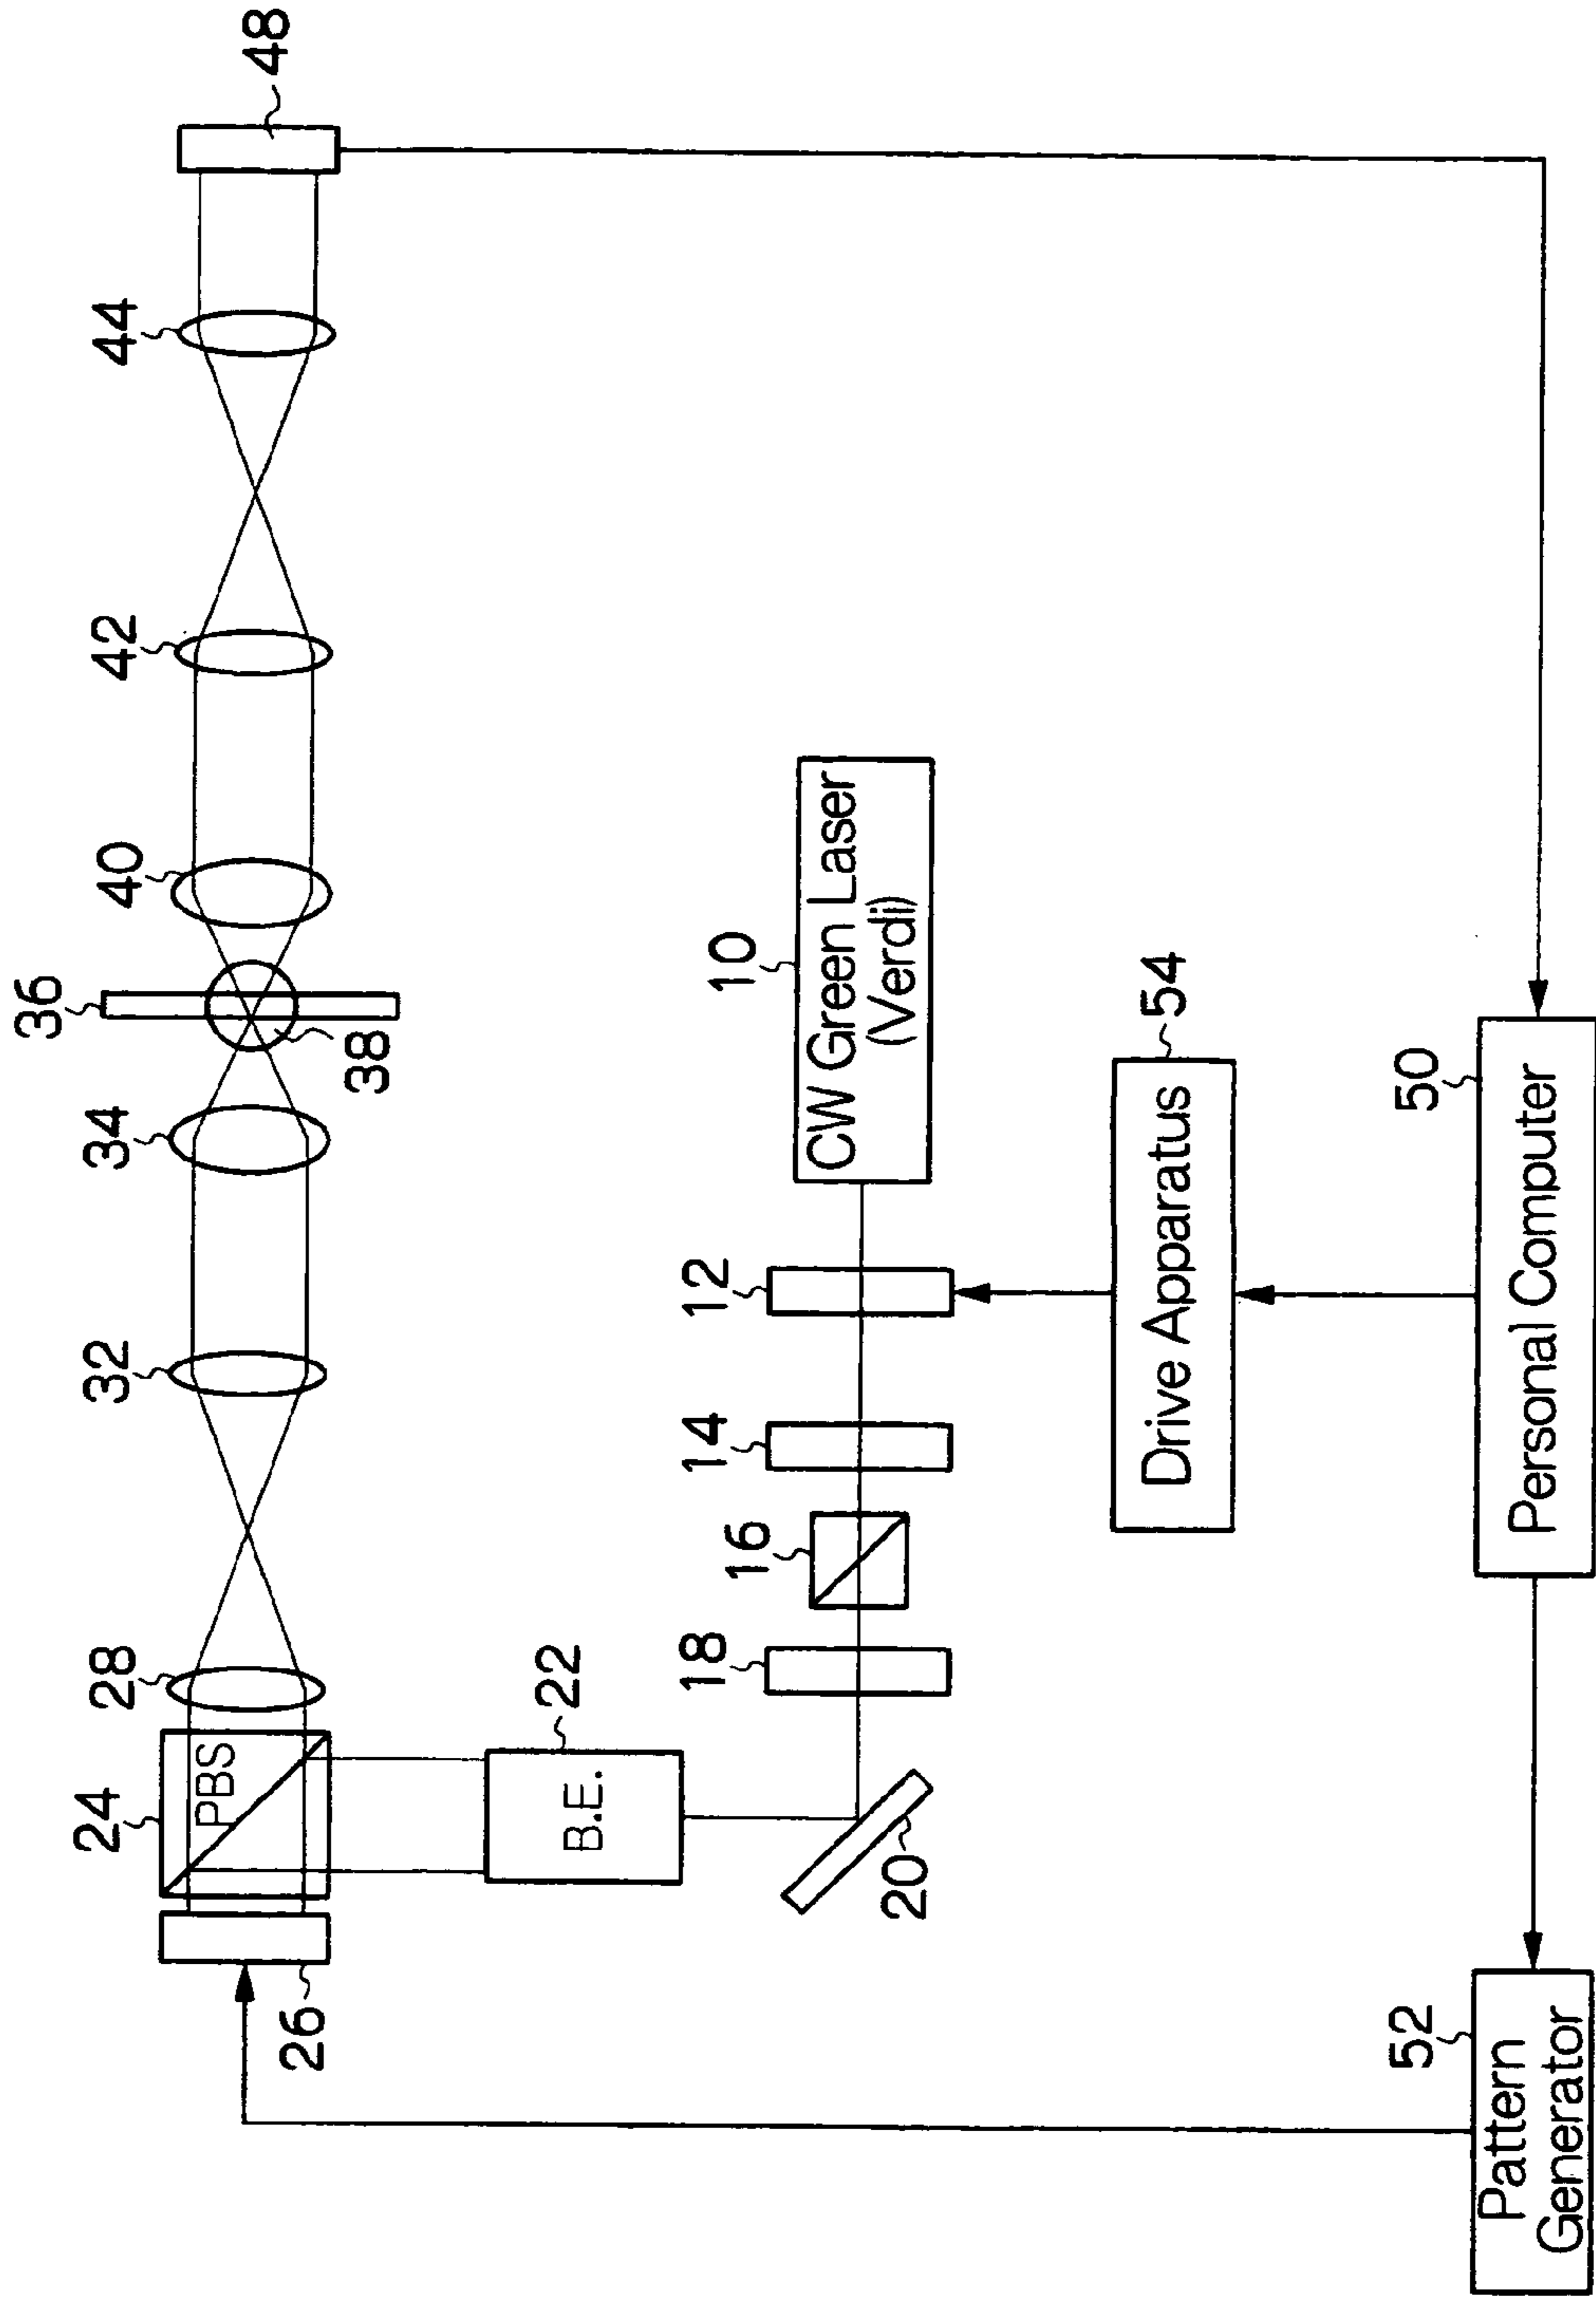 24
PBS
28
32
34
36
38
40
42
44
48
26
22
B.E.
20
18
16
14
12
10
CW Green Laser
(Verdi)
54
Drive Apparatus
52
Pattern
Generator
50
Personal Computer